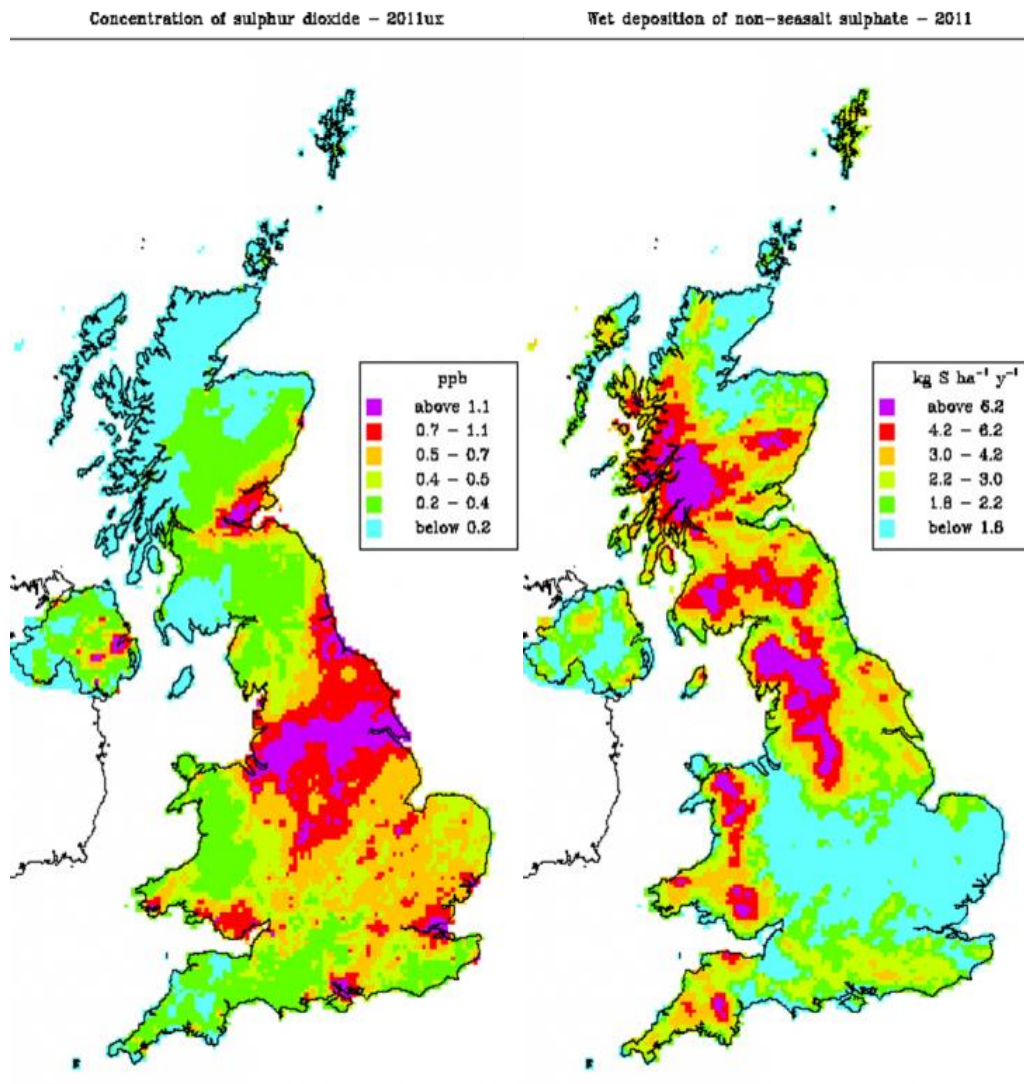 Concentration of sulphur dioxide - 2011ux
Wet deposition of non-seasalt sulphate - 2011
ppb
above 1.1
0.7 - 1.1
0.5 - 0.7
0.4 - 0.5
0.2 - 0.4
below 0.2
kg S ha⁻¹ y⁻¹
above 6.2
4.2 - 6.2
3.0 - 4.2
2.2 - 3.0
1.8 - 2.2
below 1.8